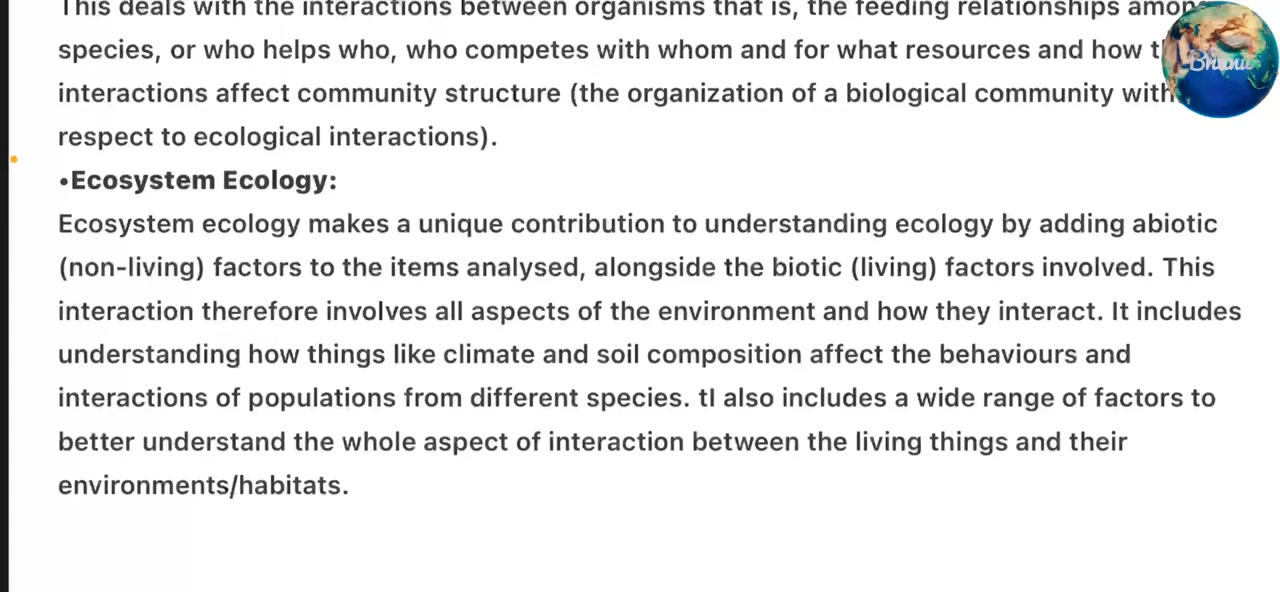 This deals with the interactions between organisms that is, the feeding relationships among
species, or who helps who, who competes with whom and for what resources and how
interactions affect community structure (the organization of a biological community with
respect to ecological interactions).
•Ecosystem Ecology:
Ecosystem ecology makes a unique contribution to understanding ecology by adding abiotic
(non-living) factors to the items analysed, alongside the biotic (living) factors involved. This
interaction therefore involves all aspects of the environment and how they interact. It includes
understanding how things like climate and soil composition affect the behaviours and
interactions of populations from different species. tI also includes a wide range of factors to
better understand the whole aspect of interaction between the living things and their
environments/habitats.